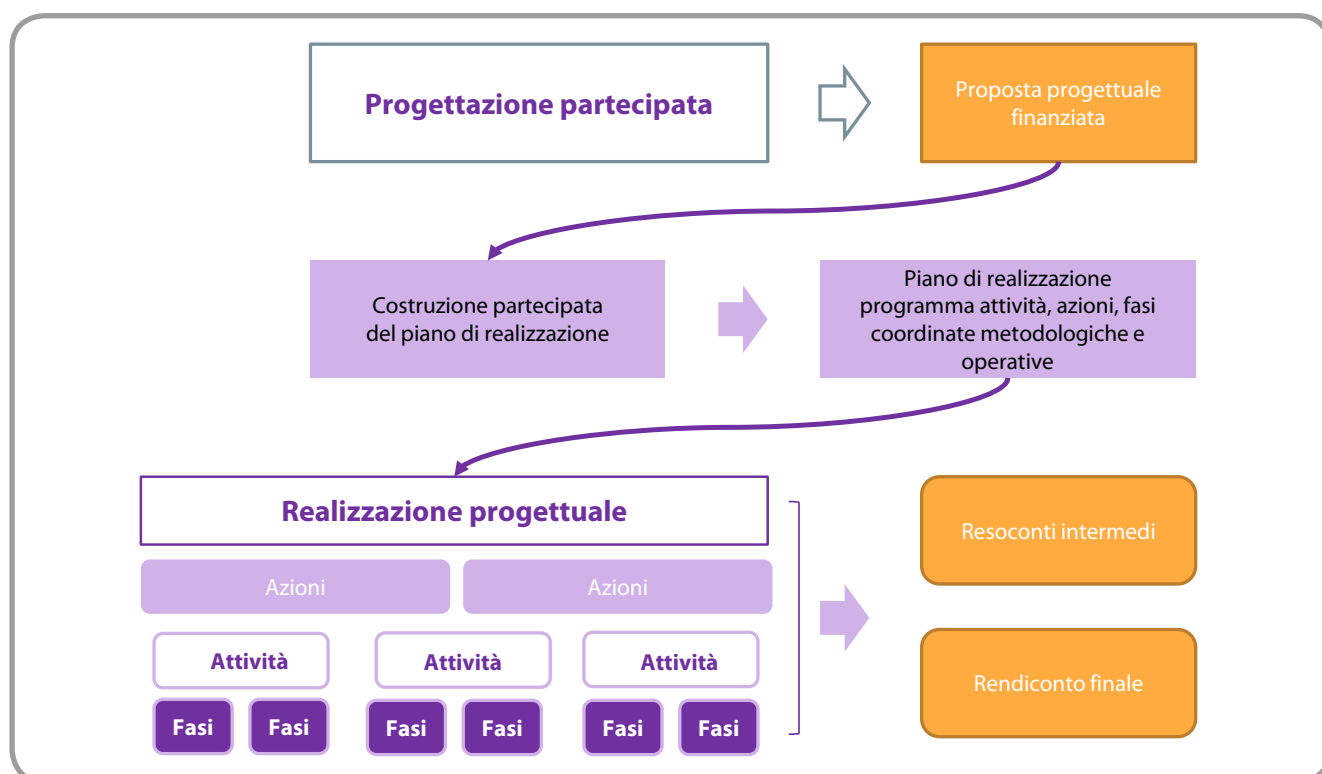 Progettazione partecipata
Proposta progettuale
finanziata
Costruzione partecipata
del piano di realizzazione
Piano di realizzazione
programma attività, azioni, fasi
coordinate metodologiche e
operative
Realizzazione progettuale
Azioni
Azioni
Attività
Attività
Attività
Fasi
Fasi
Fasi
Fasi
Fasi
Fasi
Resoconti intermedi
Rendiconto finale